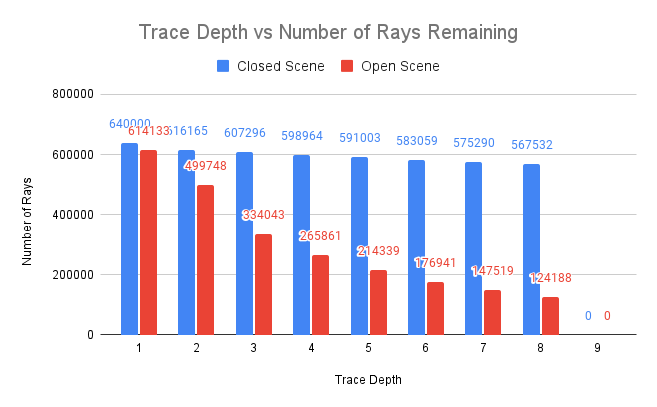 Trace Depth vs Number of Rays Remaining
Closed Scene Open Scene
Number of Rays
800000
600000
400000
200000
0
640000 614133 616165 499748 607296 334043 598964 265861 591003 214339 583059 176941 575290 147519 567532 124188 0 0
1 2 3 4 5 6 7 8 9
Trace Depth